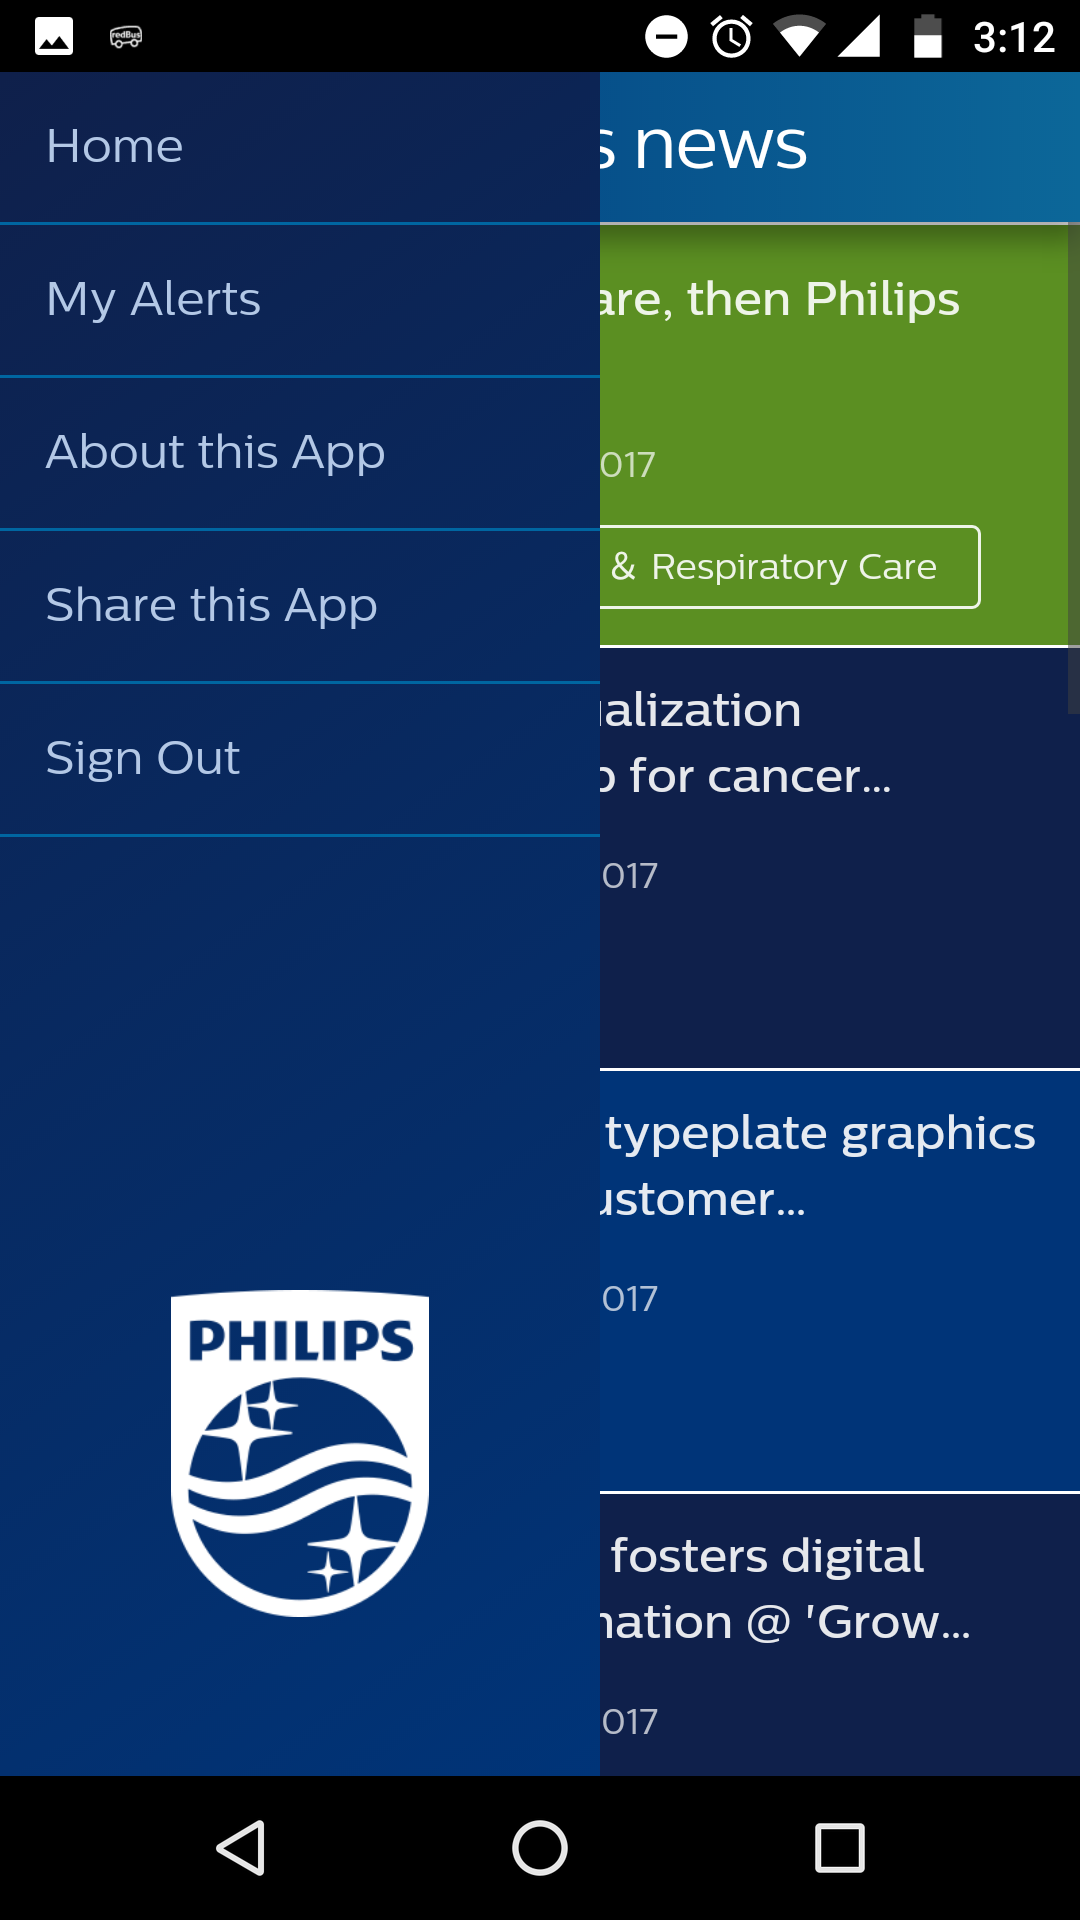 redBus
3:12
Home
s news
My Alerts
are, then Philips
About this App
017
Share this App
& Respiratory Care
Sign Out
ialization
p for cancer...
017
typeplate graphics
ustomer...
017
PHILIPS
fosters digital
nation @ 'Grow...
017